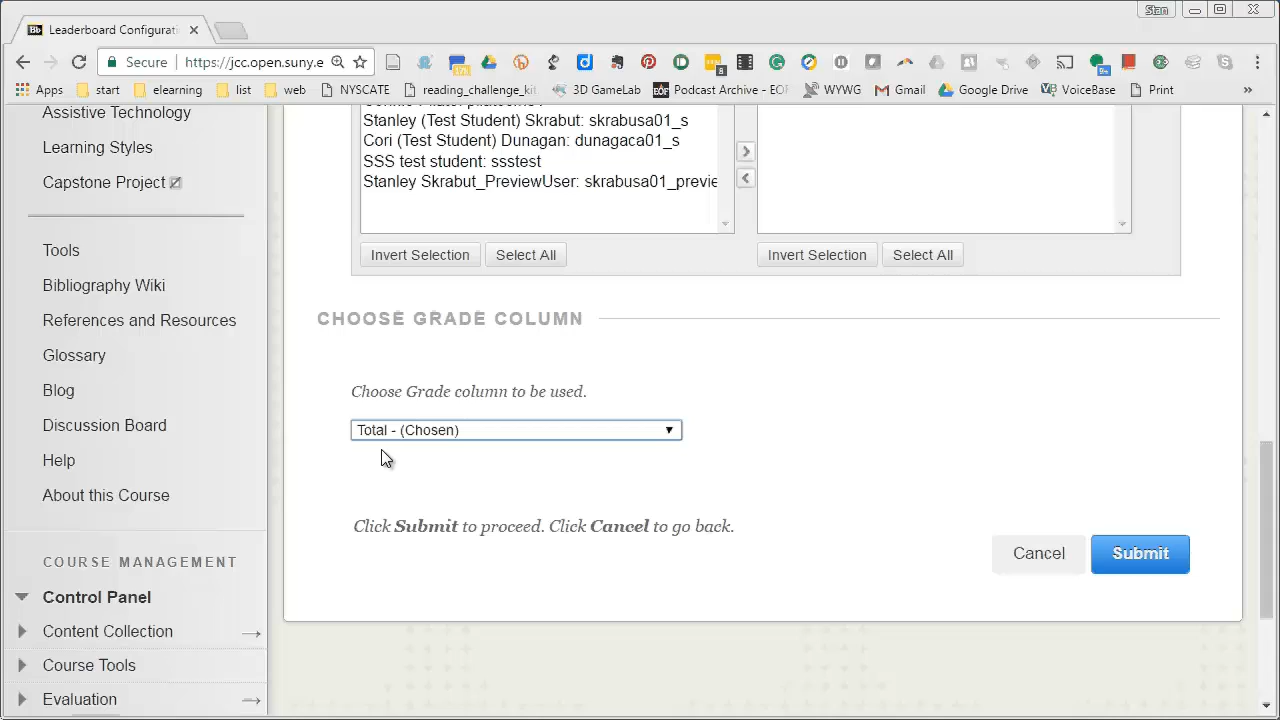 Stan
Leaderboard Configurati
Secure https://jcc.open.suny.e
Apps start elearning list web NYSCATE reading_challenge_kit 3D GameLab Podcast Archive - EOF WYWG Gmail Google Drive VoiceBase Print »
Assistive Technology
Learning Styles
Capstone Project
Tools
Bibliography Wiki
References and Resources
Glossary
Blog
Discussion Board
Help
About this Course
COURSE MANAGEMENT
Control Panel
Content Collection
Course Tools
Evaluation
Stanley (Test Student) Skrabut: skrabusa01_s
Cori (Test Student) Dunagan: dunagaca01_s
SSS test student: ssstest
Stanley Skrabut_PreviewUser: skrabusa01_previe
Invert Selection Select All Invert Selection Select All
CHOOSE GRADE COLUMN
Choose Grade column to be used.
Total - (Chosen)
Click Submit to proceed. Click Cancel to go back.
Cancel Submit